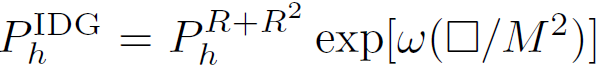 P_h^{IDG} = P_h^{R+R^2} exp[ω(□/M^2)]